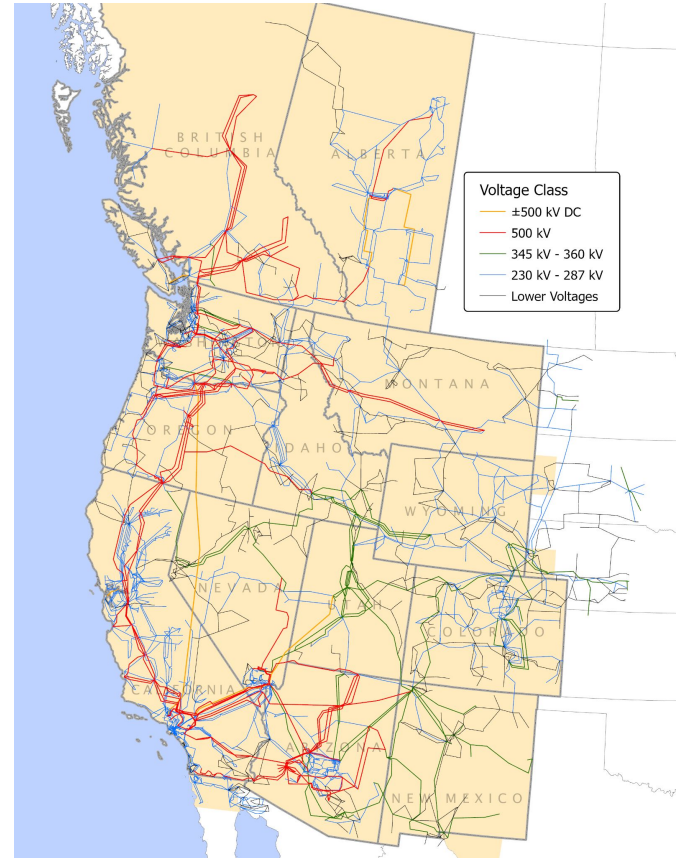 BRITISH
COLUMBIA
ALBERTA
Voltage Class
±500 kV DC
500 kV
345 kV - 360 kV
230 kV - 287 kV
Lower Voltages
WASHINGTON
MONTANA
OREGON
IDAHO
WYOMING
NEVADA
UTAH
COLORADO
CALIFORNIA
ARIZONA
NEW MEXICO